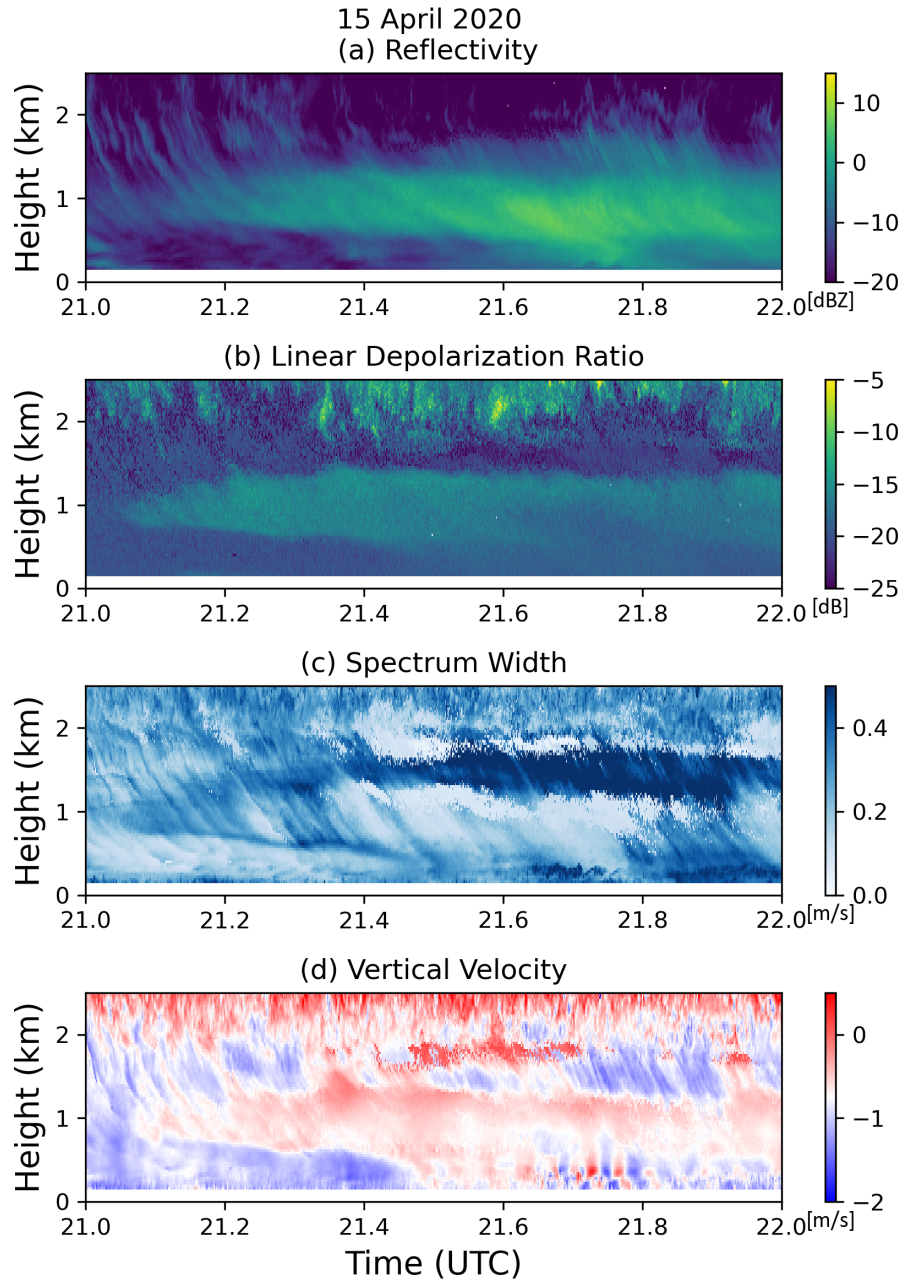 15 April 2020
(a) Reflectivity
Height (km)
2
1
0
21.0 21.2 21.4 21.6 21.8 22.0
10
0
−10
−20
[dBZ]
(b) Linear Depolarization Ratio
Height (km)
2
1
0
21.0 21.2 21.4 21.6 21.8 22.0
−5
−10
−15
−20
−25
[dB]
(c) Spectrum Width
Height (km)
2
1
0
21.0 21.2 21.4 21.6 21.8 22.0
0.4
0.2
0.0
[m/s]
(d) Vertical Velocity
Height (km)
2
1
0
21.0 21.2 21.4 21.6 21.8 22.0
0
−1
−2
[m/s]
Time (UTC)